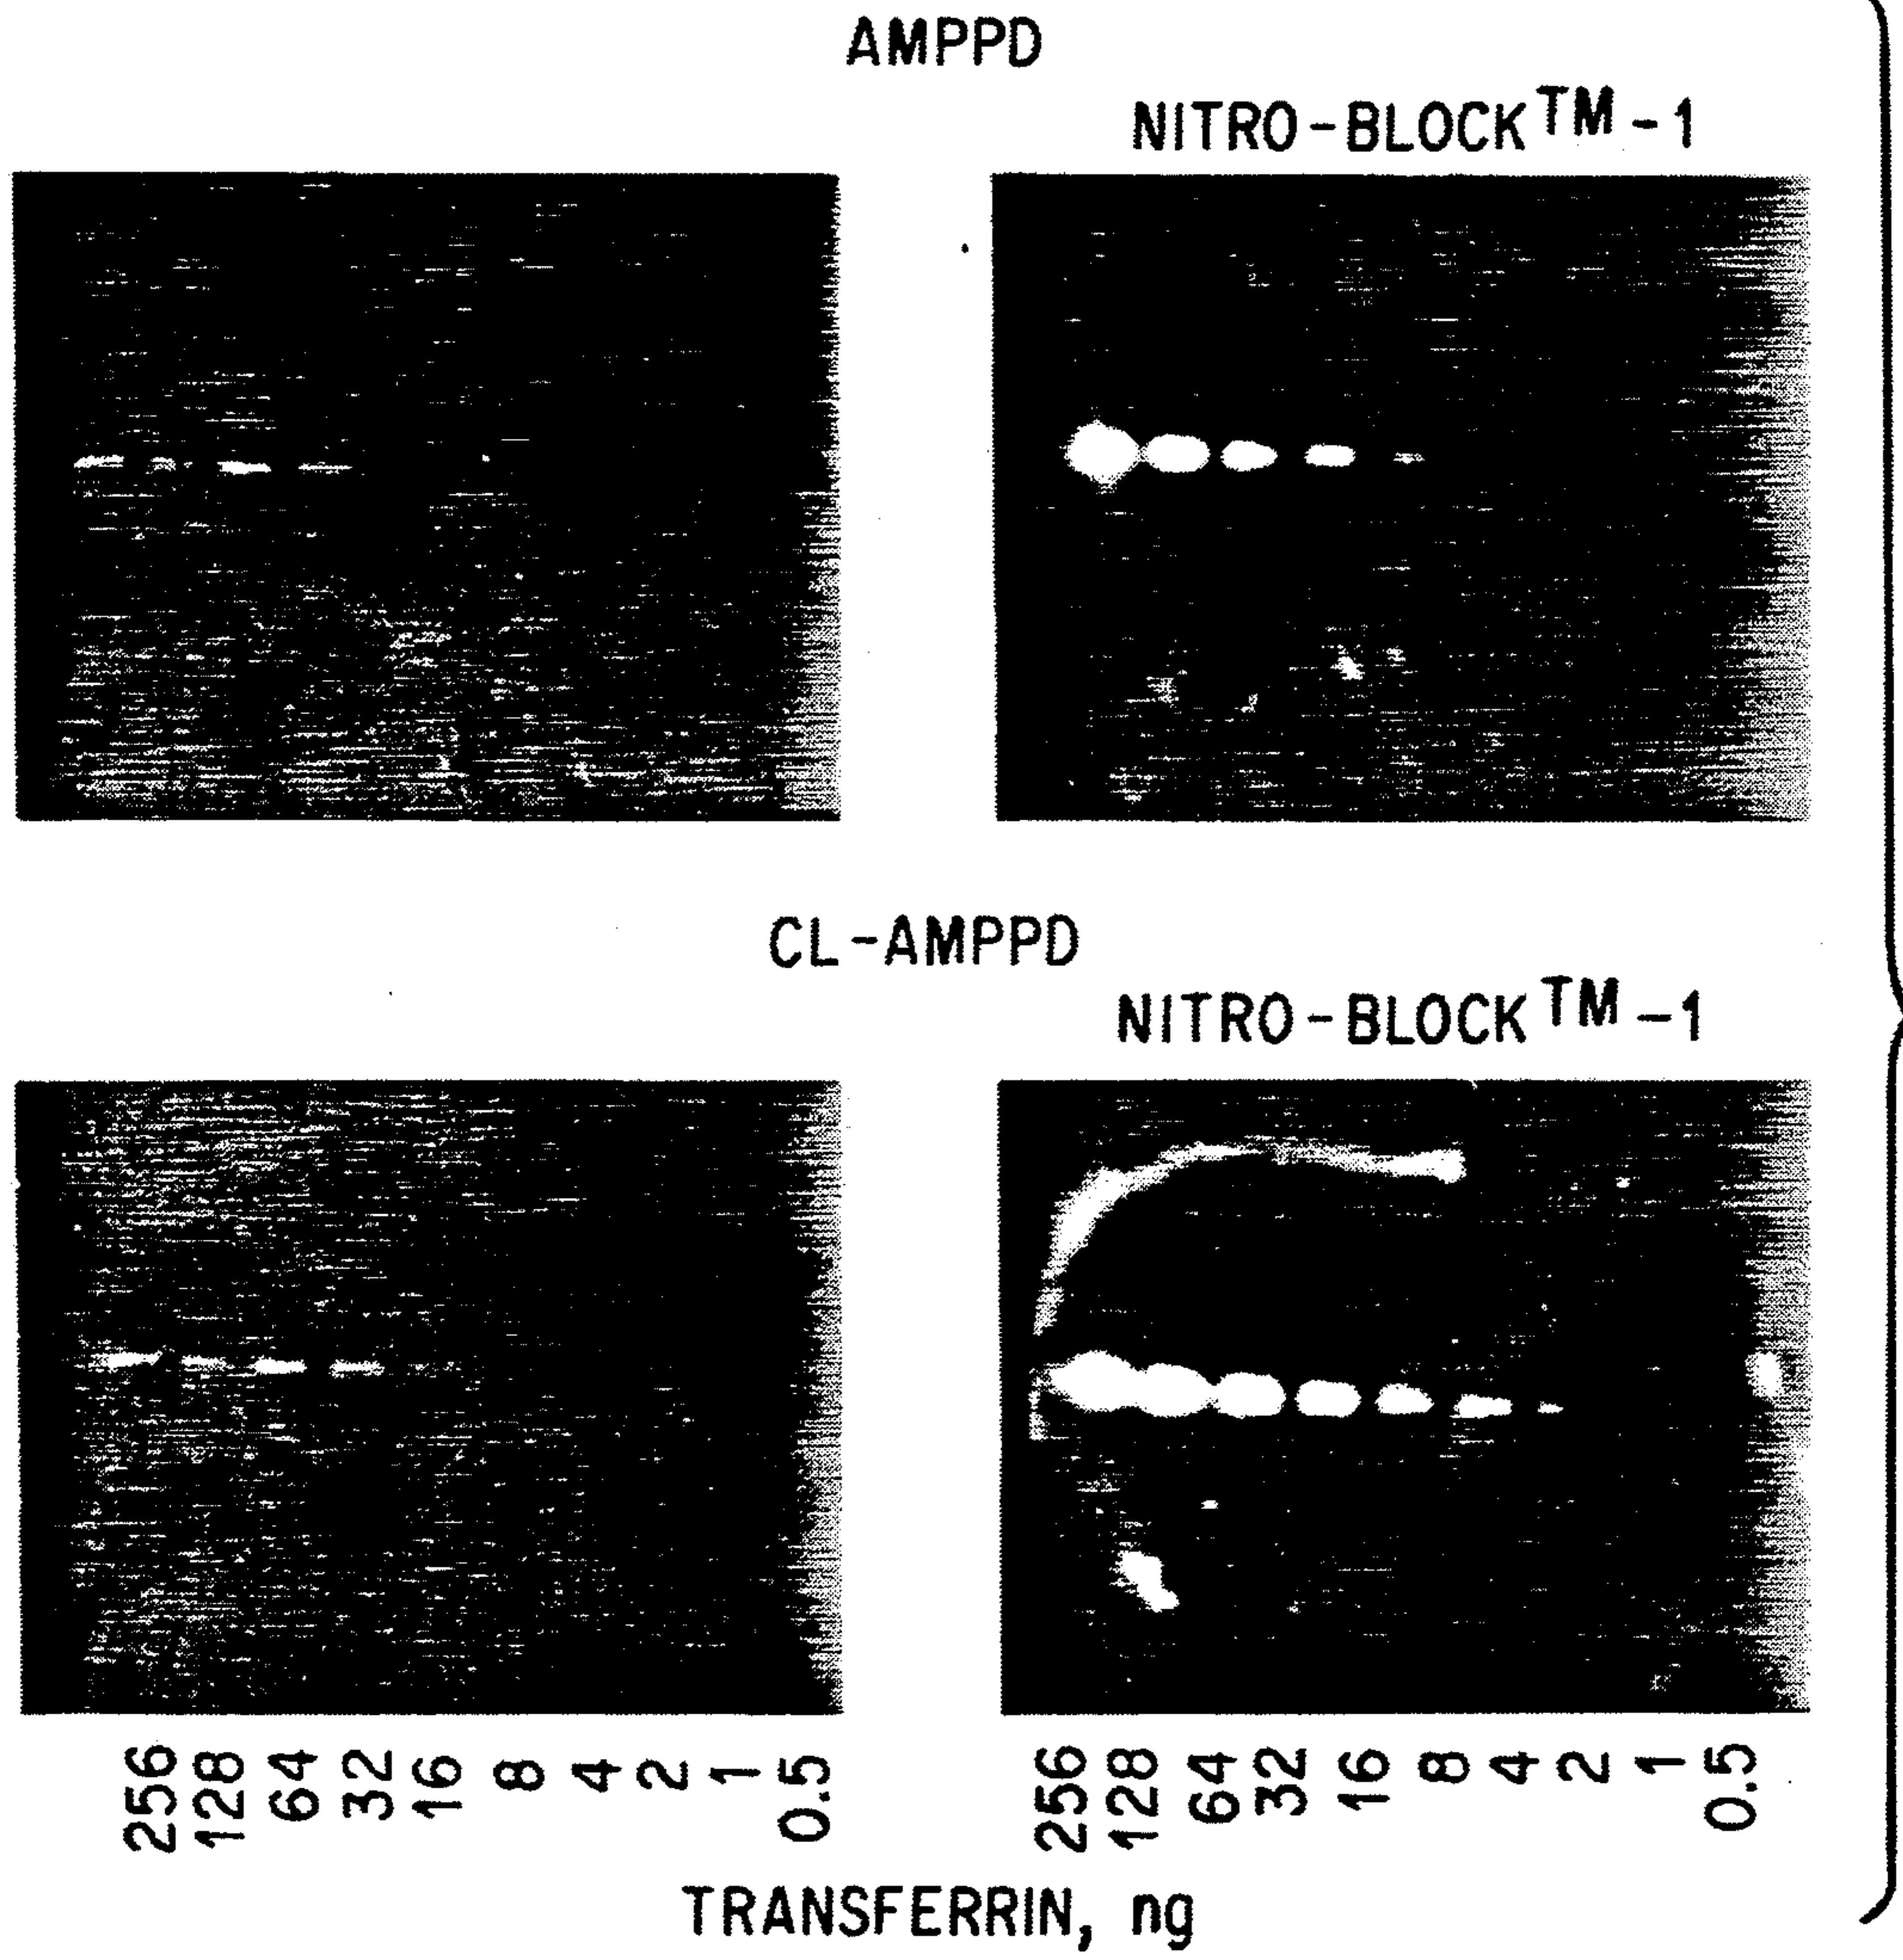 AMPPD
NITRO-BLOCK™-1
CL-AMPPD
NITRO-BLOCK™-1
256 128 64 32 16 8 4 2 1 0.5
256 128 64 32 16 8 4 2 1 0.5
TRANSFERRIN, ng